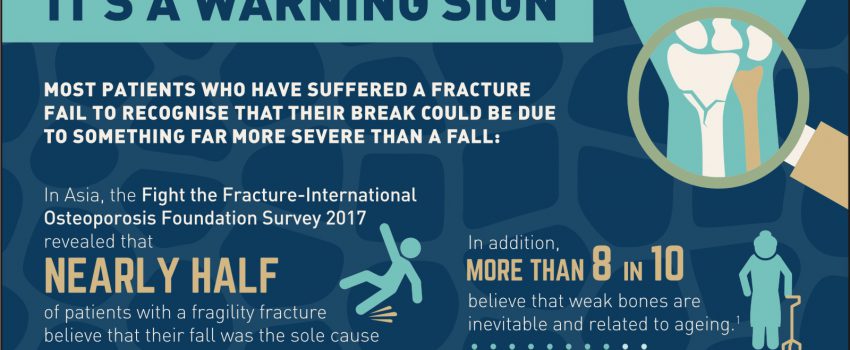 IT'S A WARNING SIGN
MOST PATIENTS WHO HAVE SUFFERED A FRACTURE
FAIL TO RECOGNISE THAT THEIR BREAK COULD BE DUE
TO SOMETHING FAR MORE SEVERE THAN A FALL:
In Asia, the Fight the Fracture-International
Osteoporosis Foundation Survey 2017
revealed that
NEARLY HALF
of patients with a fragility fracture
believe that their fall was the sole cause
In addition,
MORE THAN 8 IN 10
believe that weak bones are
inevitable and related to ageing.¹